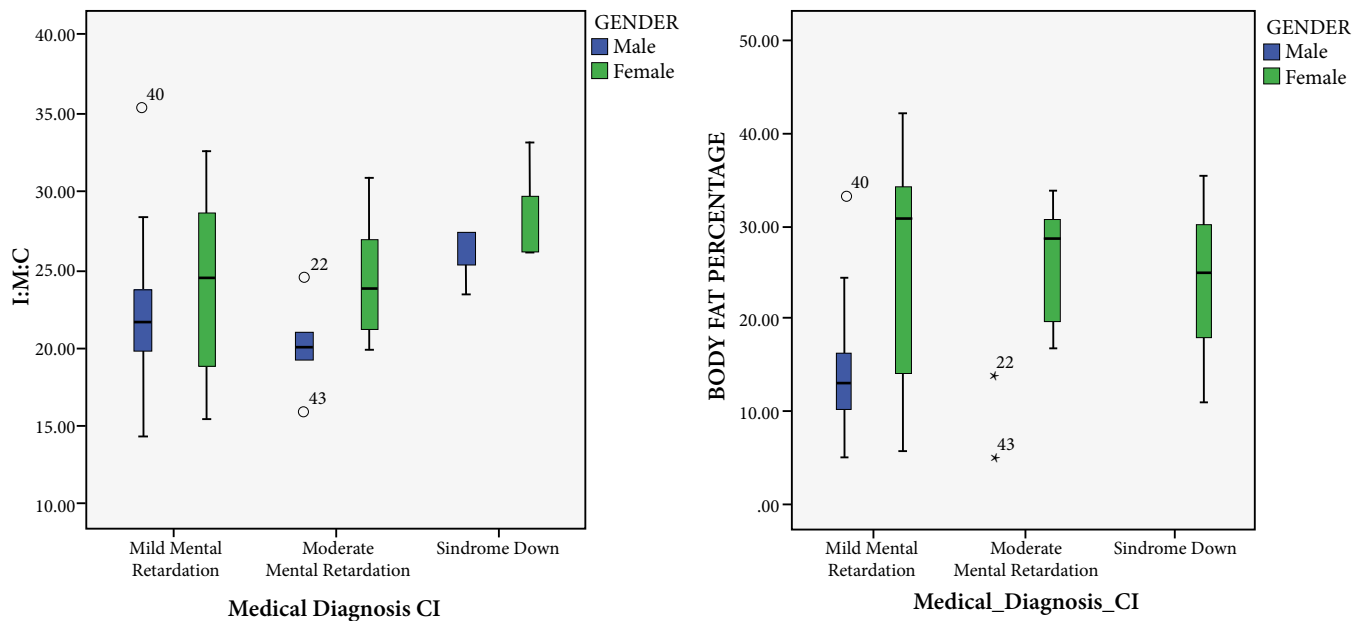 GENDER
Male
Female
40.00
35.00
30.00
25.00
20.00
15.00
10.00
I:M:C
40
22
43
Mild Mental
Retardation
Moderate
Mental Retardation
Sindrome Down
Medical Diagnosis CI
GENDER
Male
Female
50.00
40.00
30.00
20.00
10.00
.00
BODY FAT PERCENTAGE
40
22
43
Mild Mental
Retardation
Moderate
Mental Retardation
Sindrome Down
Medical_Diagnosis_CI